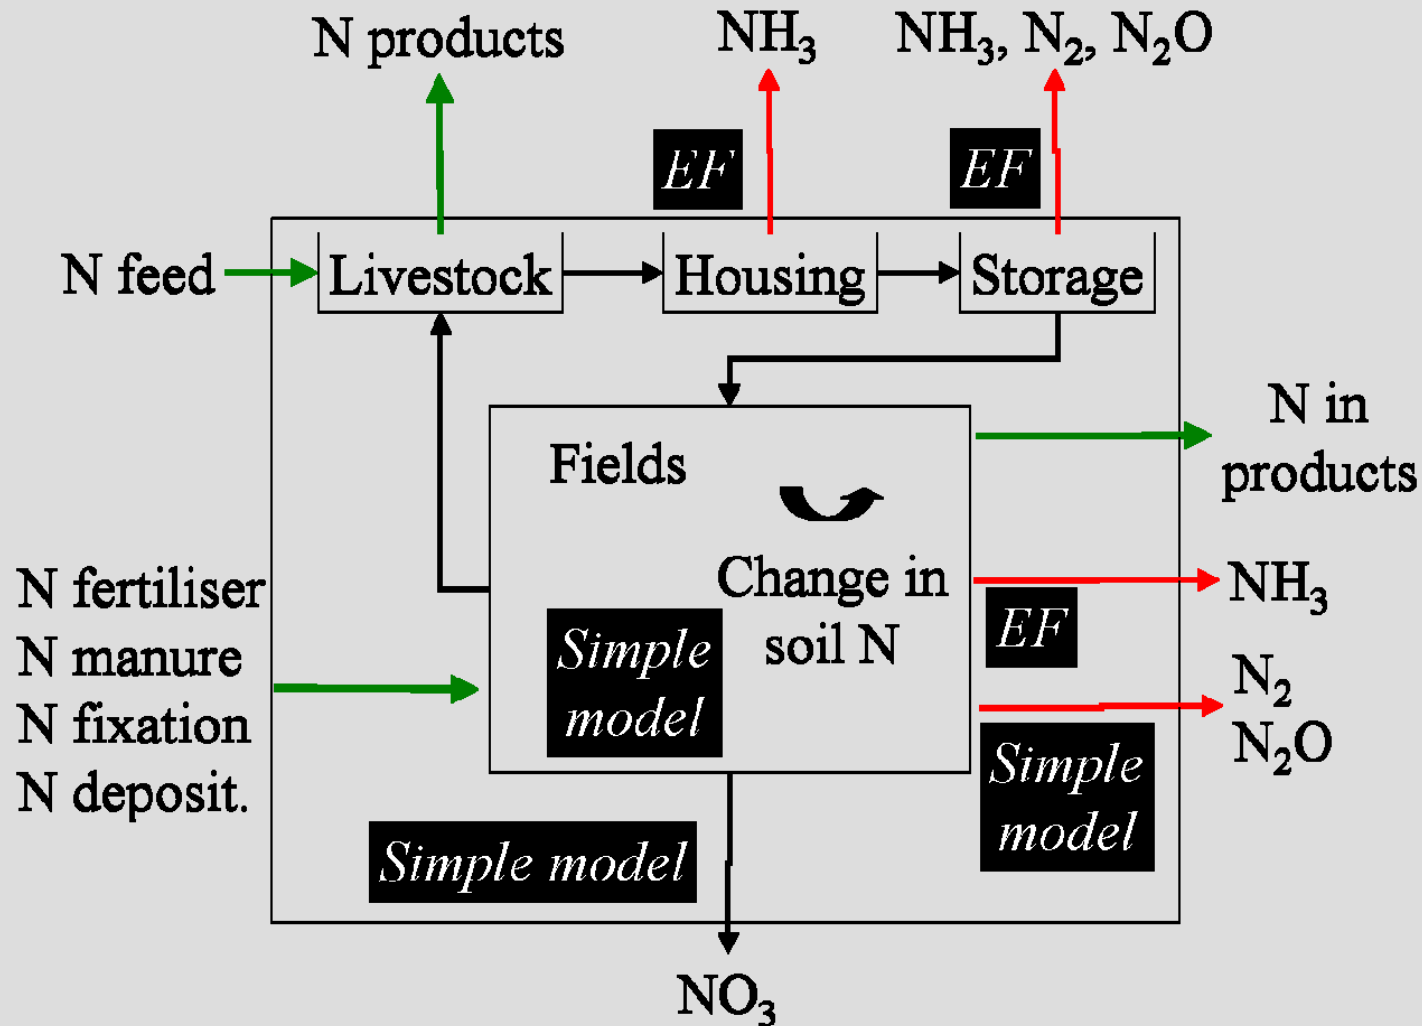 N products
NH₃
NH₃, N₂, N₂O
EF
EF
N feed
Livestock
Housing
Storage
N in
products
Fields
Change in
soil N
N fertiliser
N manure
N fixation
N deposit.
Simple
model
NH₃
EF
N₂
N₂O
Simple
model
Simple model
NO₃